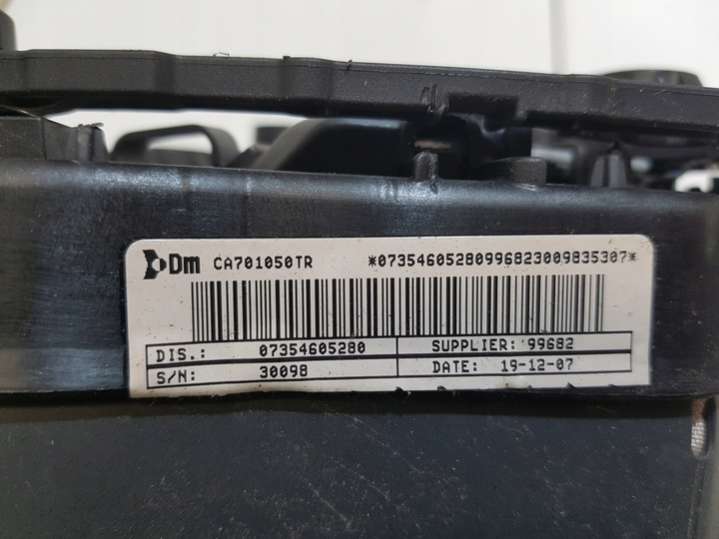 Dm CA701050TR *07354605280996823009835307*
DIS.: 07354605280 SUPPLIER: 99682
S/N: 30098 DATE: 19-12-07